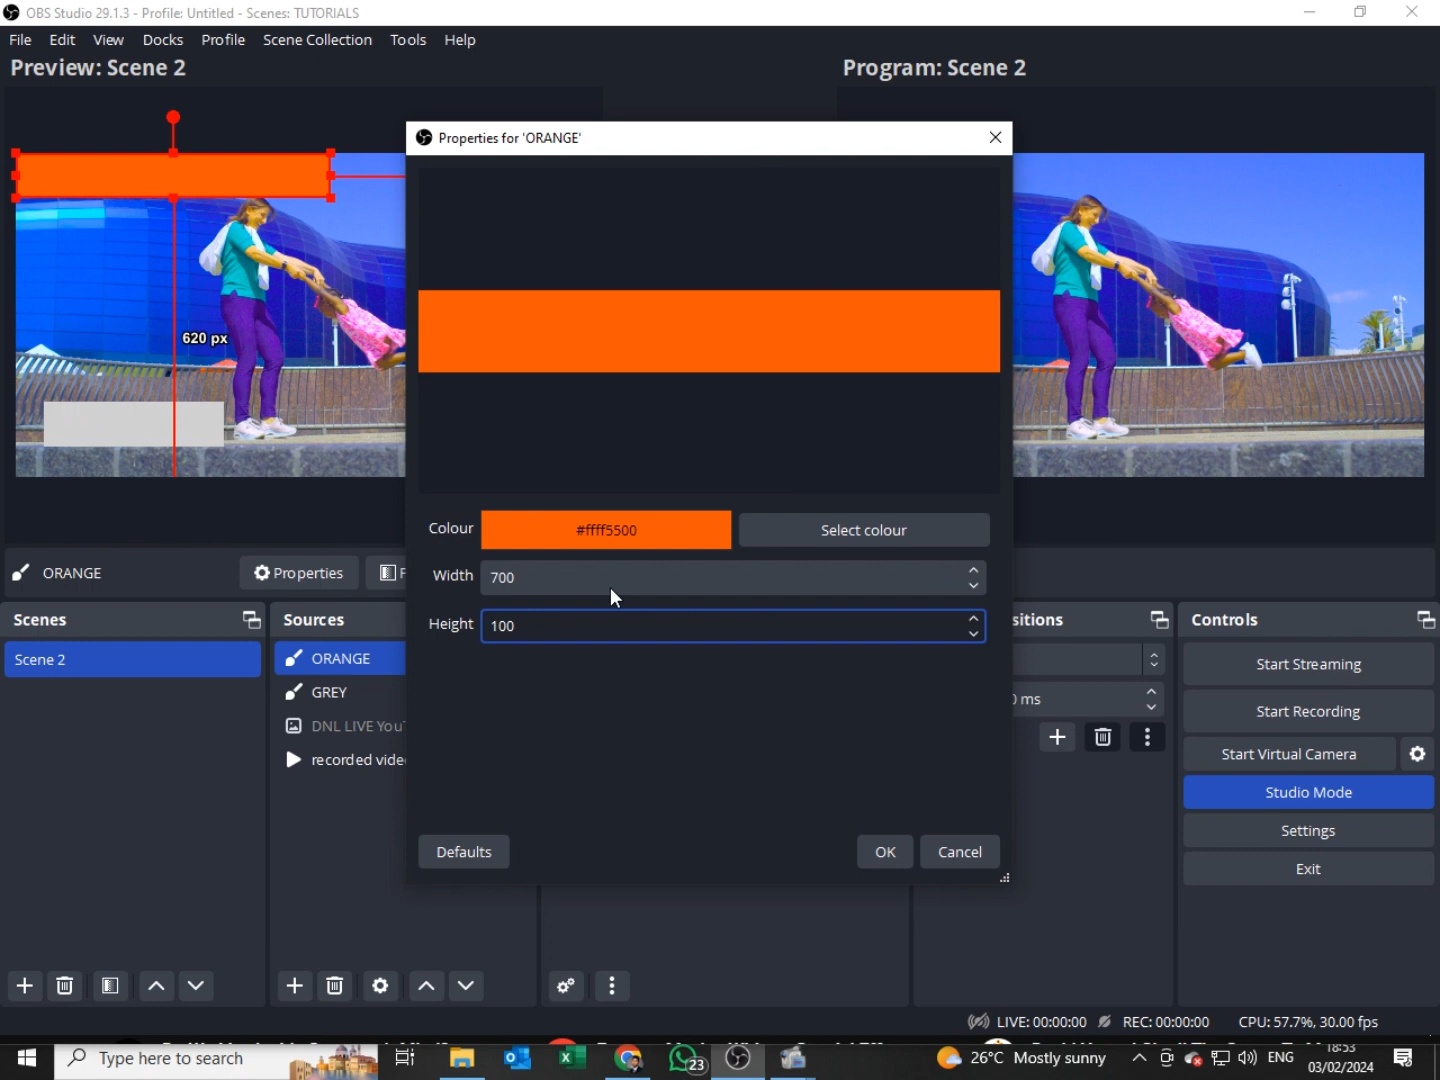 OBS Studio 29.1.3 - Profile: Untitled - Scenes: TUTORIALS
File Edit View Docks Profile Scene Collection Tools Help
Preview: Scene 2
Program: Scene 2
Properties for 'ORANGE'
620 px
Colour #ffff5500 Select colour
Width 700
Height 100
Defaults OK Cancel
ORANGE Properties
Scenes
Scene 2
Sources
ORANGE
GREY
DNL LIVE YouT
recorded vide
sitions
0 ms
Controls
Start Streaming
Start Recording
Start Virtual Camera
Studio Mode
Settings
Exit
LIVE: 00:00:00 REC: 00:00:00 CPU: 57.7%, 30.00 fps
Type here to search
23
26°C Mostly sunny
ENG
18:53
03/02/2024